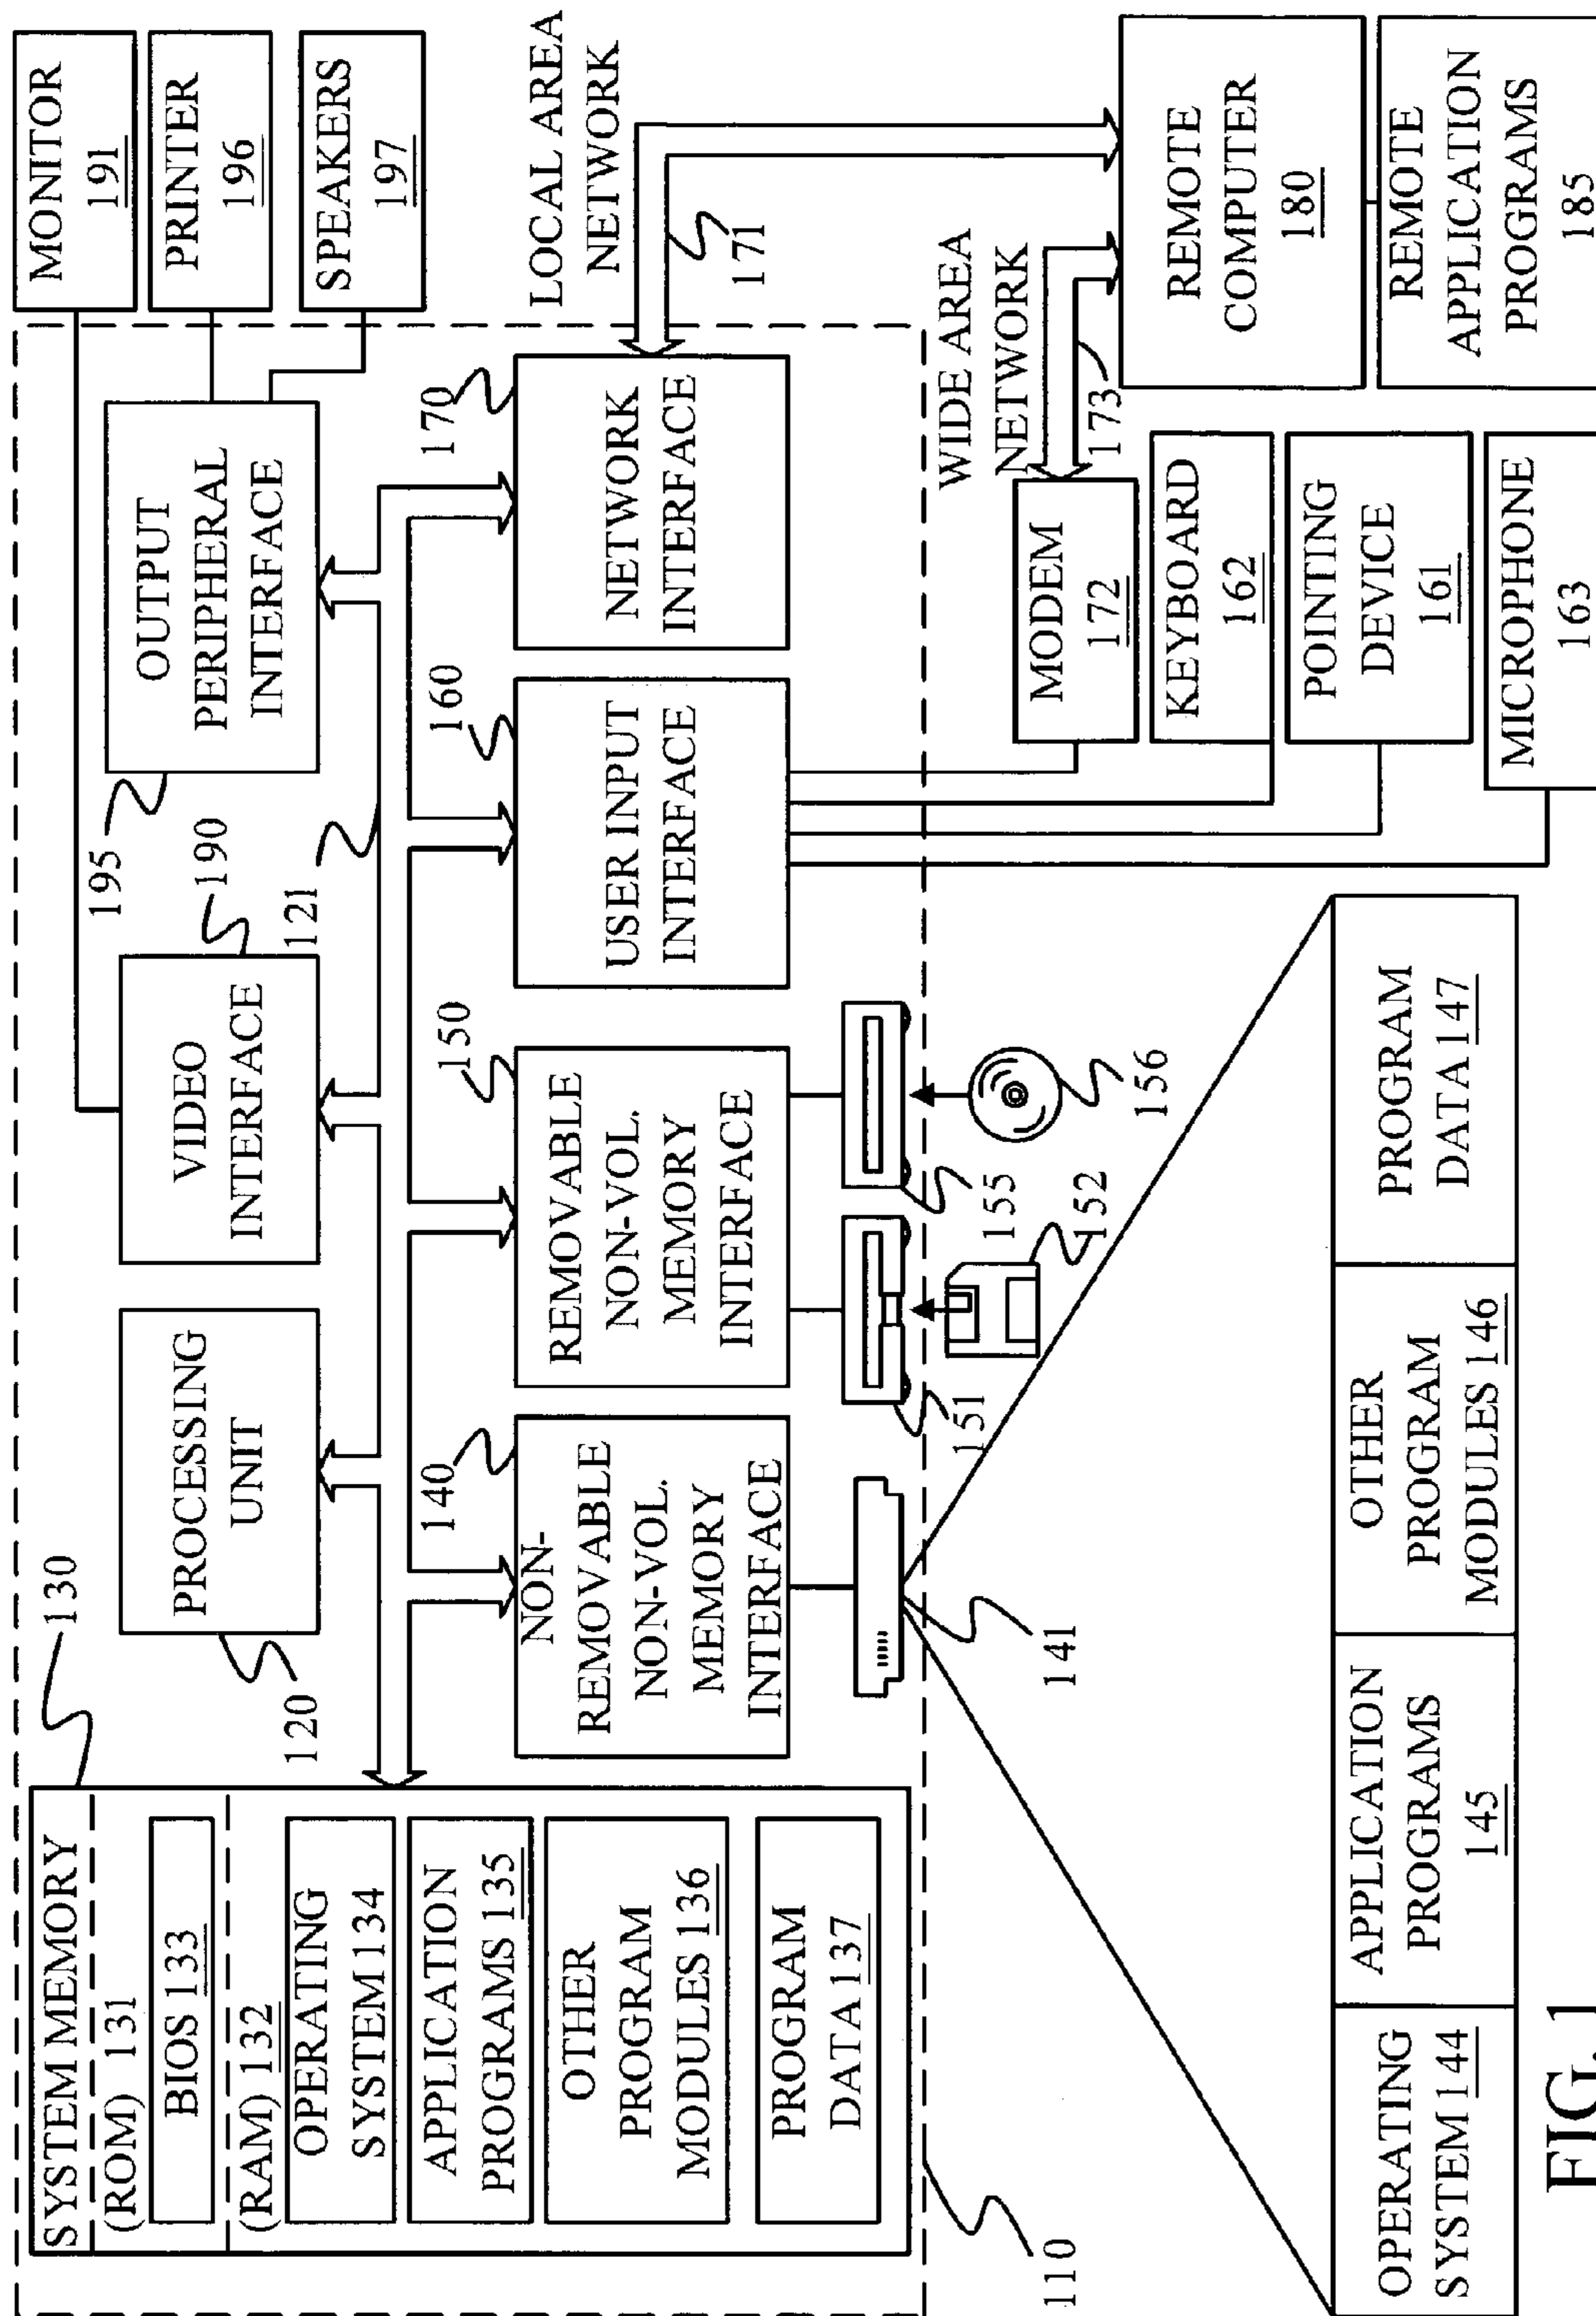 SYSTEM MEMORY
(ROM) 131
BIOS 133
(RAM) 132
OPERATING
SYSTEM 134
APPLICATION
PROGRAMS 135
OTHER
PROGRAM
MODULES 136
PROGRAM
DATA 137
130
120
PROCESSING
UNIT
VIDEO
INTERFACE
190
121
195
OUTPUT
PERIPHERAL
INTERFACE
MONITOR
191
PRINTER
196
SPEAKERS
197
140
NON-
REMOVABLE
NON-VOL.
MEMORY
INTERFACE
150
REMOVABLE
NON-VOL.
MEMORY
INTERFACE
160
USER INPUT
INTERFACE
170
NETWORK
INTERFACE
LOCAL AREA
NETWORK
171
WIDE AREA
NETWORK
173
110
141
151
155
152
156
MODEM
172
KEYBOARD
162
POINTING
DEVICE
161
MICROPHONE
163
REMOTE
COMPUTER
180
REMOTE
APPLICATION
PROGRAMS
185
OPERATING
SYSTEM 144
APPLICATION
PROGRAMS
145
OTHER
PROGRAM
MODULES 146
PROGRAM
DATA 147
FIG. 1